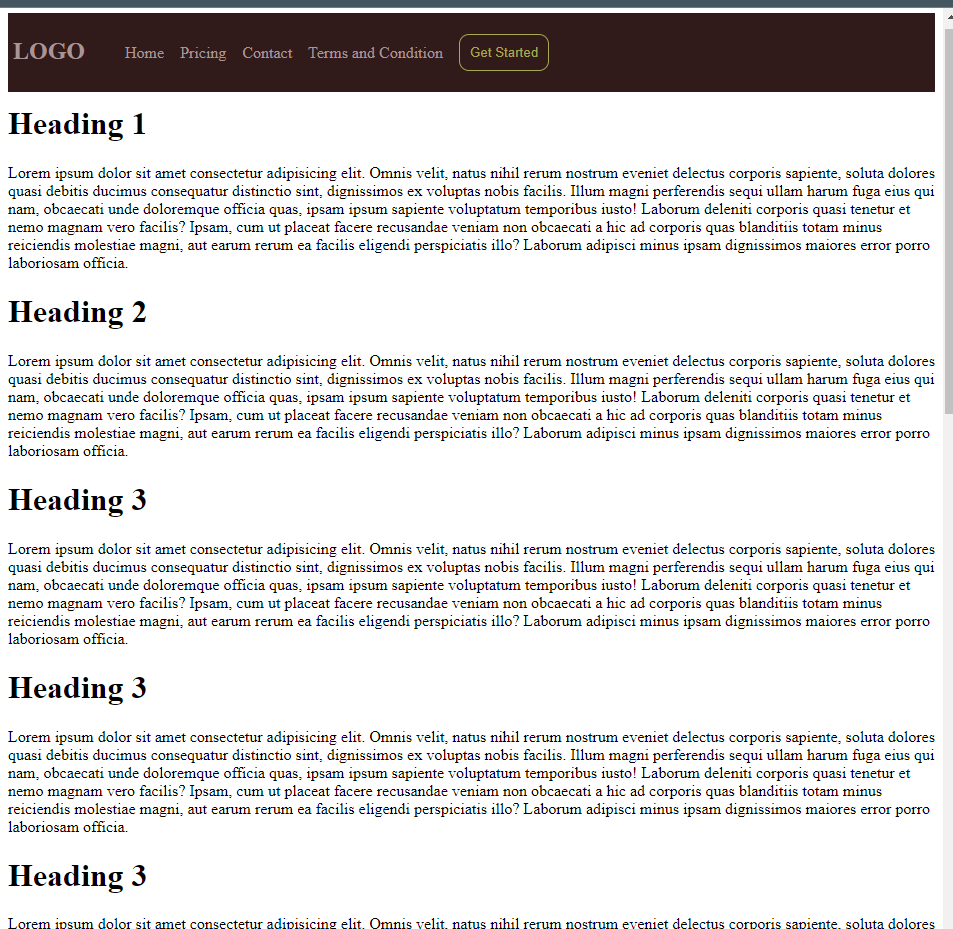 LOGO Home Pricing Contact Terms and Condition Get Started
Heading 1
Lorem ipsum dolor sit amet consectetur adipisicing elit. Omnis velit, natus nihil rerum nostrum eveniet delectus corporis sapiente, soluta dolores
quasi debitis ducimus consequatur distinctio sint, dignissimos ex voluptas nobis facilis. Illum magni perferendis sequi ullam harum fuga eius qui
nam, obcaecati unde doloremque officia quas, ipsam ipsum sapiente voluptatum temporibus iusto! Laborum deleniti corporis quasi tenetur et
nemo magnam vero facilis? Ipsam, cum ut placeat facere recusandae veniam non obcaecati a hic ad corporis quas blanditiis totam minus
reiciendis molestiae magni, aut earum rerum ea facilis eligendi perspiciatis illo? Laborum adipisci minus ipsam dignissimos maiores error porro
laboriosam officia.
Heading 2
Lorem ipsum dolor sit amet consectetur adipisicing elit. Omnis velit, natus nihil rerum nostrum eveniet delectus corporis sapiente, soluta dolores
quasi debitis ducimus consequatur distinctio sint, dignissimos ex voluptas nobis facilis. Illum magni perferendis sequi ullam harum fuga eius qui
nam, obcaecati unde doloremque officia quas, ipsam ipsum sapiente voluptatum temporibus iusto! Laborum deleniti corporis quasi tenetur et
nemo magnam vero facilis? Ipsam, cum ut placeat facere recusandae veniam non obcaecati a hic ad corporis quas blanditiis totam minus
reiciendis molestiae magni, aut earum rerum ea facilis eligendi perspiciatis illo? Laborum adipisci minus ipsam dignissimos maiores error porro
laboriosam officia.
Heading 3
Lorem ipsum dolor sit amet consectetur adipisicing elit. Omnis velit, natus nihil rerum nostrum eveniet delectus corporis sapiente, soluta dolores
quasi debitis ducimus consequatur distinctio sint, dignissimos ex voluptas nobis facilis. Illum magni perferendis sequi ullam harum fuga eius qui
nam, obcaecati unde doloremque officia quas, ipsam ipsum sapiente voluptatum temporibus iusto! Laborum deleniti corporis quasi tenetur et
nemo magnam vero facilis? Ipsam, cum ut placeat facere recusandae veniam non obcaecati a hic ad corporis quas blanditiis totam minus
reiciendis molestiae magni, aut earum rerum ea facilis eligendi perspiciatis illo? Laborum adipisci minus ipsam dignissimos maiores error porro
laboriosam officia.
Heading 3
Lorem ipsum dolor sit amet consectetur adipisicing elit. Omnis velit, natus nihil rerum nostrum eveniet delectus corporis sapiente, soluta dolores
quasi debitis ducimus consequatur distinctio sint, dignissimos ex voluptas nobis facilis. Illum magni perferendis sequi ullam harum fuga eius qui
nam, obcaecati unde doloremque officia quas, ipsam ipsum sapiente voluptatum temporibus iusto! Laborum deleniti corporis quasi tenetur et
nemo magnam vero facilis? Ipsam, cum ut placeat facere recusandae veniam non obcaecati a hic ad corporis quas blanditiis totam minus
reiciendis molestiae magni, aut earum rerum ea facilis eligendi perspiciatis illo? Laborum adipisci minus ipsam dignissimos maiores error porro
laboriosam officia.
Heading 3
Lorem ipsum dolor sit amet consectetur adipisicing elit. Omnis velit, natus nihil rerum nostrum eveniet delectus corporis sapiente, soluta dolores